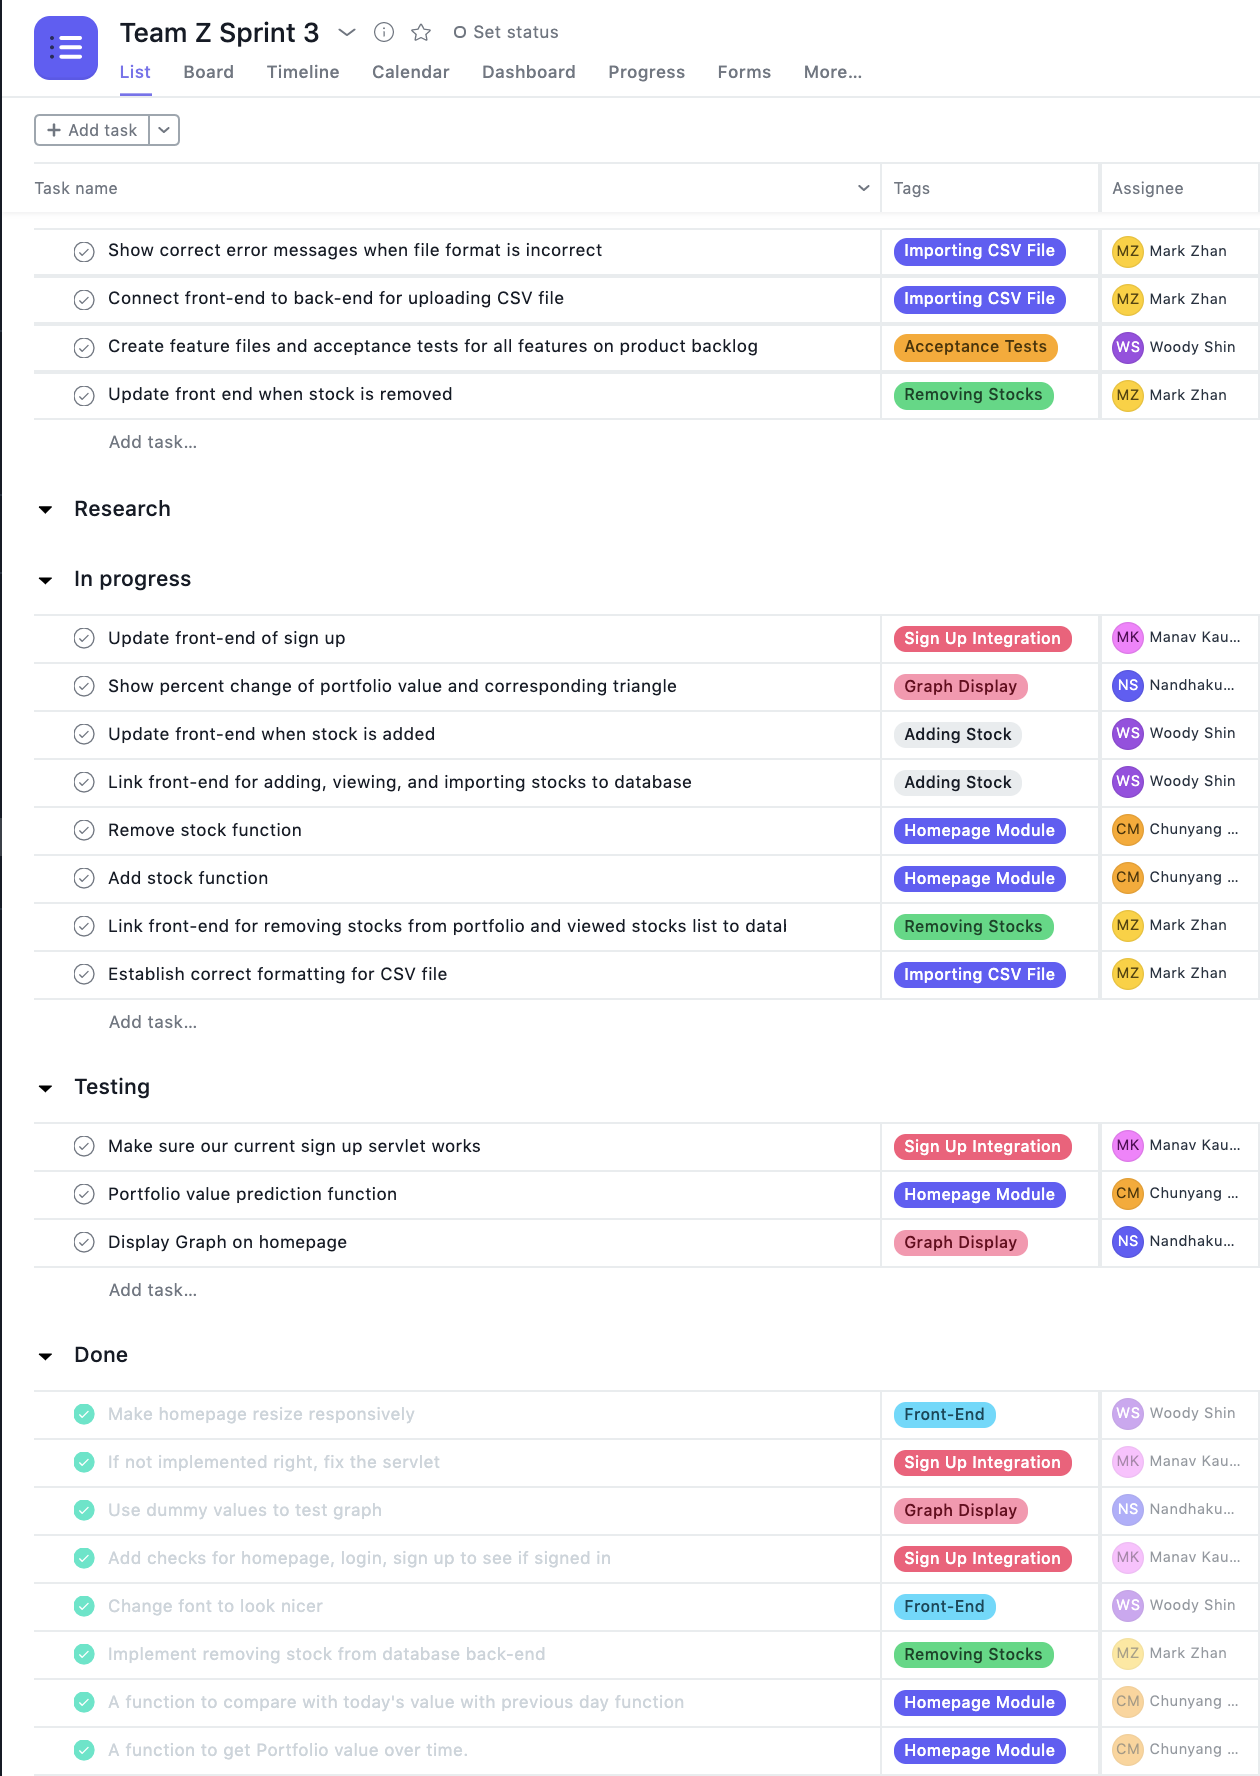 Team Z Sprint 3 Set status
List Board Timeline Calendar Dashboard Progress Forms More...
+ Add task
Task name Tags Assignee
Show correct error messages when file format is incorrect Importing CSV File MZ Mark Zhan
Connect front-end to back-end for uploading CSV file Importing CSV File MZ Mark Zhan
Create feature files and acceptance tests for all features on product backlog Acceptance Tests WS Woody Shin
Update front end when stock is removed Removing Stocks MZ Mark Zhan
Add task...
Research
In progress
Update front-end of sign up Sign Up Integration MK Manav Kau...
Show percent change of portfolio value and corresponding triangle Graph Display NS Nandhaku...
Update front-end when stock is added Adding Stock WS Woody Shin
Link front-end for adding, viewing, and importing stocks to database Adding Stock WS Woody Shin
Remove stock function Homepage Module CM Chunyang ...
Add stock function Homepage Module CM Chunyang ...
Link front-end for removing stocks from portfolio and viewed stocks list to datal Removing Stocks MZ Mark Zhan
Establish correct formatting for CSV file Importing CSV File MZ Mark Zhan
Add task...
Testing
Make sure our current sign up servlet works Sign Up Integration MK Manav Kau...
Portfolio value prediction function Homepage Module CM Chunyang ...
Display Graph on homepage Graph Display NS Nandhaku...
Add task...
Done
Make homepage resize responsively Front-End WS Woody Shin
If not implemented right, fix the servlet Sign Up Integration MK Manav Kau...
Use dummy values to test graph Graph Display NS Nandhaku...
Add checks for homepage, login, sign up to see if signed in Sign Up Integration MK Manav Kau...
Change font to look nicer Front-End WS Woody Shin
Implement removing stock from database back-end Removing Stocks MZ Mark Zhan
A function to compare with today's value with previous day function Homepage Module CM Chunyang ...
A function to get Portfolio value over time. Homepage Module CM Chunyang ...